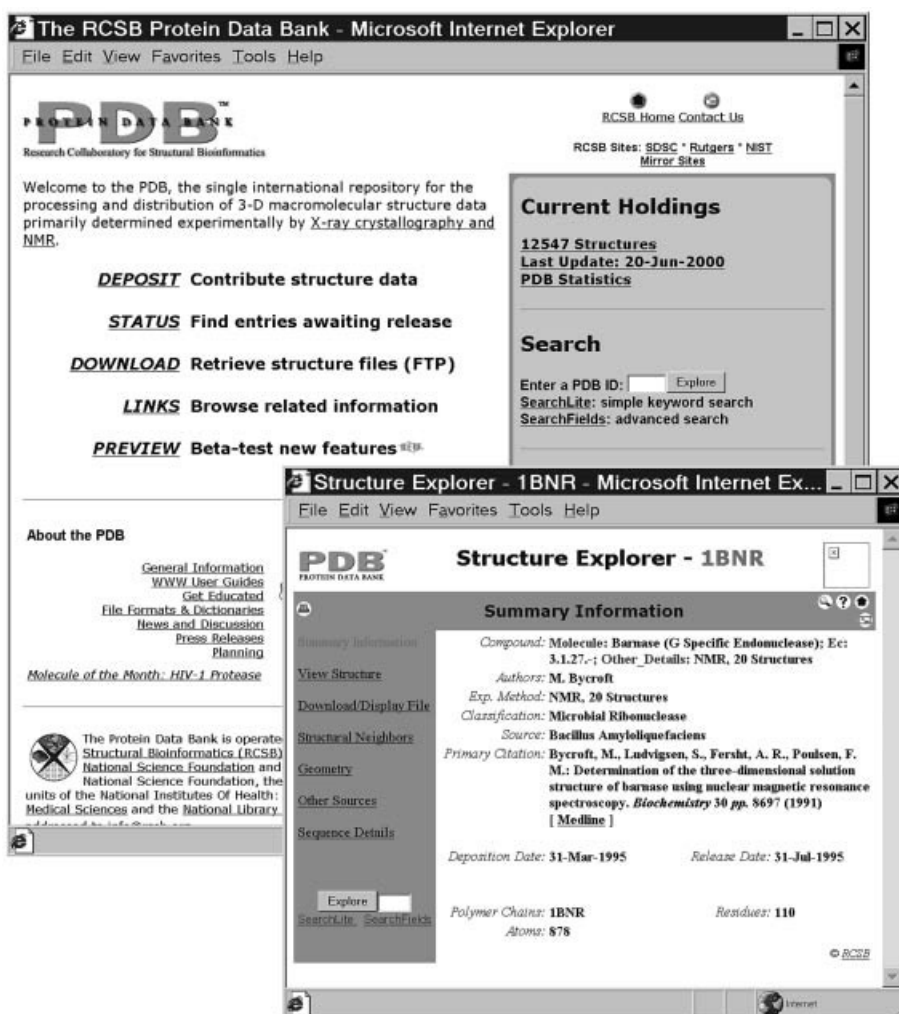 The RCSB Protein Data Bank - Microsoft Internet Explorer
File Edit View Favorites Tools Help
PDB™
PROTEIN DATA BANK
Research Collaboratory for Structural Bioinformatics
RCSB Home Contact Us
RCSB Sites: SDSC * Rutgers * NIST
Mirror Sites
Welcome to the PDB, the single international repository for the
processing and distribution of 3-D macromolecular structure data
primarily determined experimentally by X-ray crystallography and
NMR.
DEPOSIT Contribute structure data
STATUS Find entries awaiting release
DOWNLOAD Retrieve structure files (FTP)
LINKS Browse related information
PREVIEW Beta-test new features
Current Holdings
12547 Structures
Last Update: 20-Jun-2000
PDB Statistics
Search
Enter a PDB ID: Explore
SearchLite: simple keyword search
SearchFields: advanced search
About the PDB
General Information
WWW User Guides
Get Educated
File Formats & Dictionaries
News and Discussion
Press Releases
Planning
Molecule of the Month: HIV-1 Protease
The Protein Data Bank is operate
Structural Bioinformatics (RCSB)
National Science Foundation and
National Science Foundation, the
units of the National Institutes Of Health:
Medical Sciences and the National Library
Structure Explorer - 1BNR - Microsoft Internet Ex...
File Edit View Favorites Tools Help
PDB
PROTEIN DATA BANK
Structure Explorer - 1BNR
Summary Information
Summary Information
View Structure
Download/Display File
Structural Neighbors
Geometry
Other Sources
Sequence Details
Explore
SearchLite SearchFields
Compound: Molecule: Barnase (G Specific Endonuclease); Ec:
3.1.27.-; Other_Details: NMR, 20 Structures
Authors: M. Bycroft
Exp. Method: NMR, 20 Structures
Classification: Microbial Ribonuclease
Source: Bacillus Amyloliquefaciens
Primary Citation: Bycroft, M., Ludvigsen, S., Fersht, A. R., Poulsen, F.
M.: Determination of the three-dimensional solution
structure of barnase using nuclear magnetic resonance
spectroscopy. Biochemistry 30 pp. 8697 (1991)
[ Medline ]
Deposition Date: 31-Mar-1995 Release Date: 31-Jul-1995
Polymer Chains: 1BNR Residues: 110
Atoms: 878
© RCSB
Internet